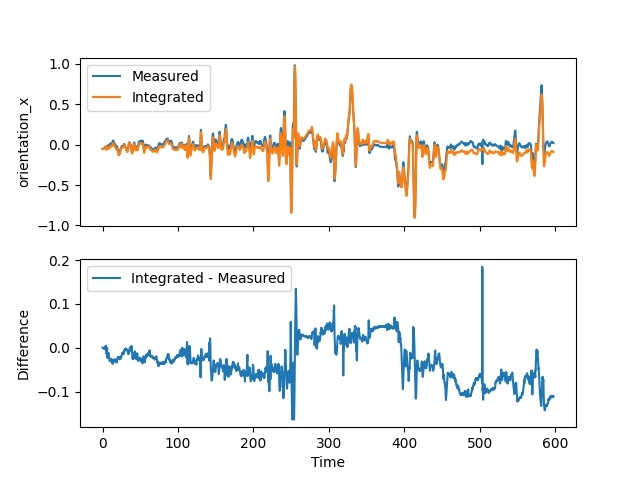 1.0
0.5
0.0
−0.5
−1.0
orientation_x
Measured
Integrated
0.2
0.1
0.0
−0.1
Difference
Integrated - Measured
0 100 200 300 400 500 600
Time